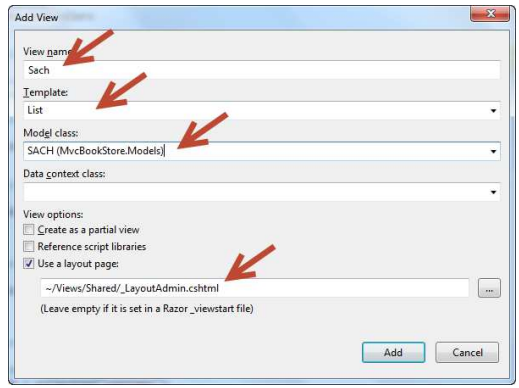 Add View
View name:
Sach
Template:
List
Model class:
SACH (MvcBookStore.Models)
Data context class:
View options:
Create as a partial view
Reference script libraries
Use a layout page:
~/Views/Shared/_LayoutAdmin.cshtml
...
(Leave empty if it is set in a Razor _viewstart file)
Add
Cancel